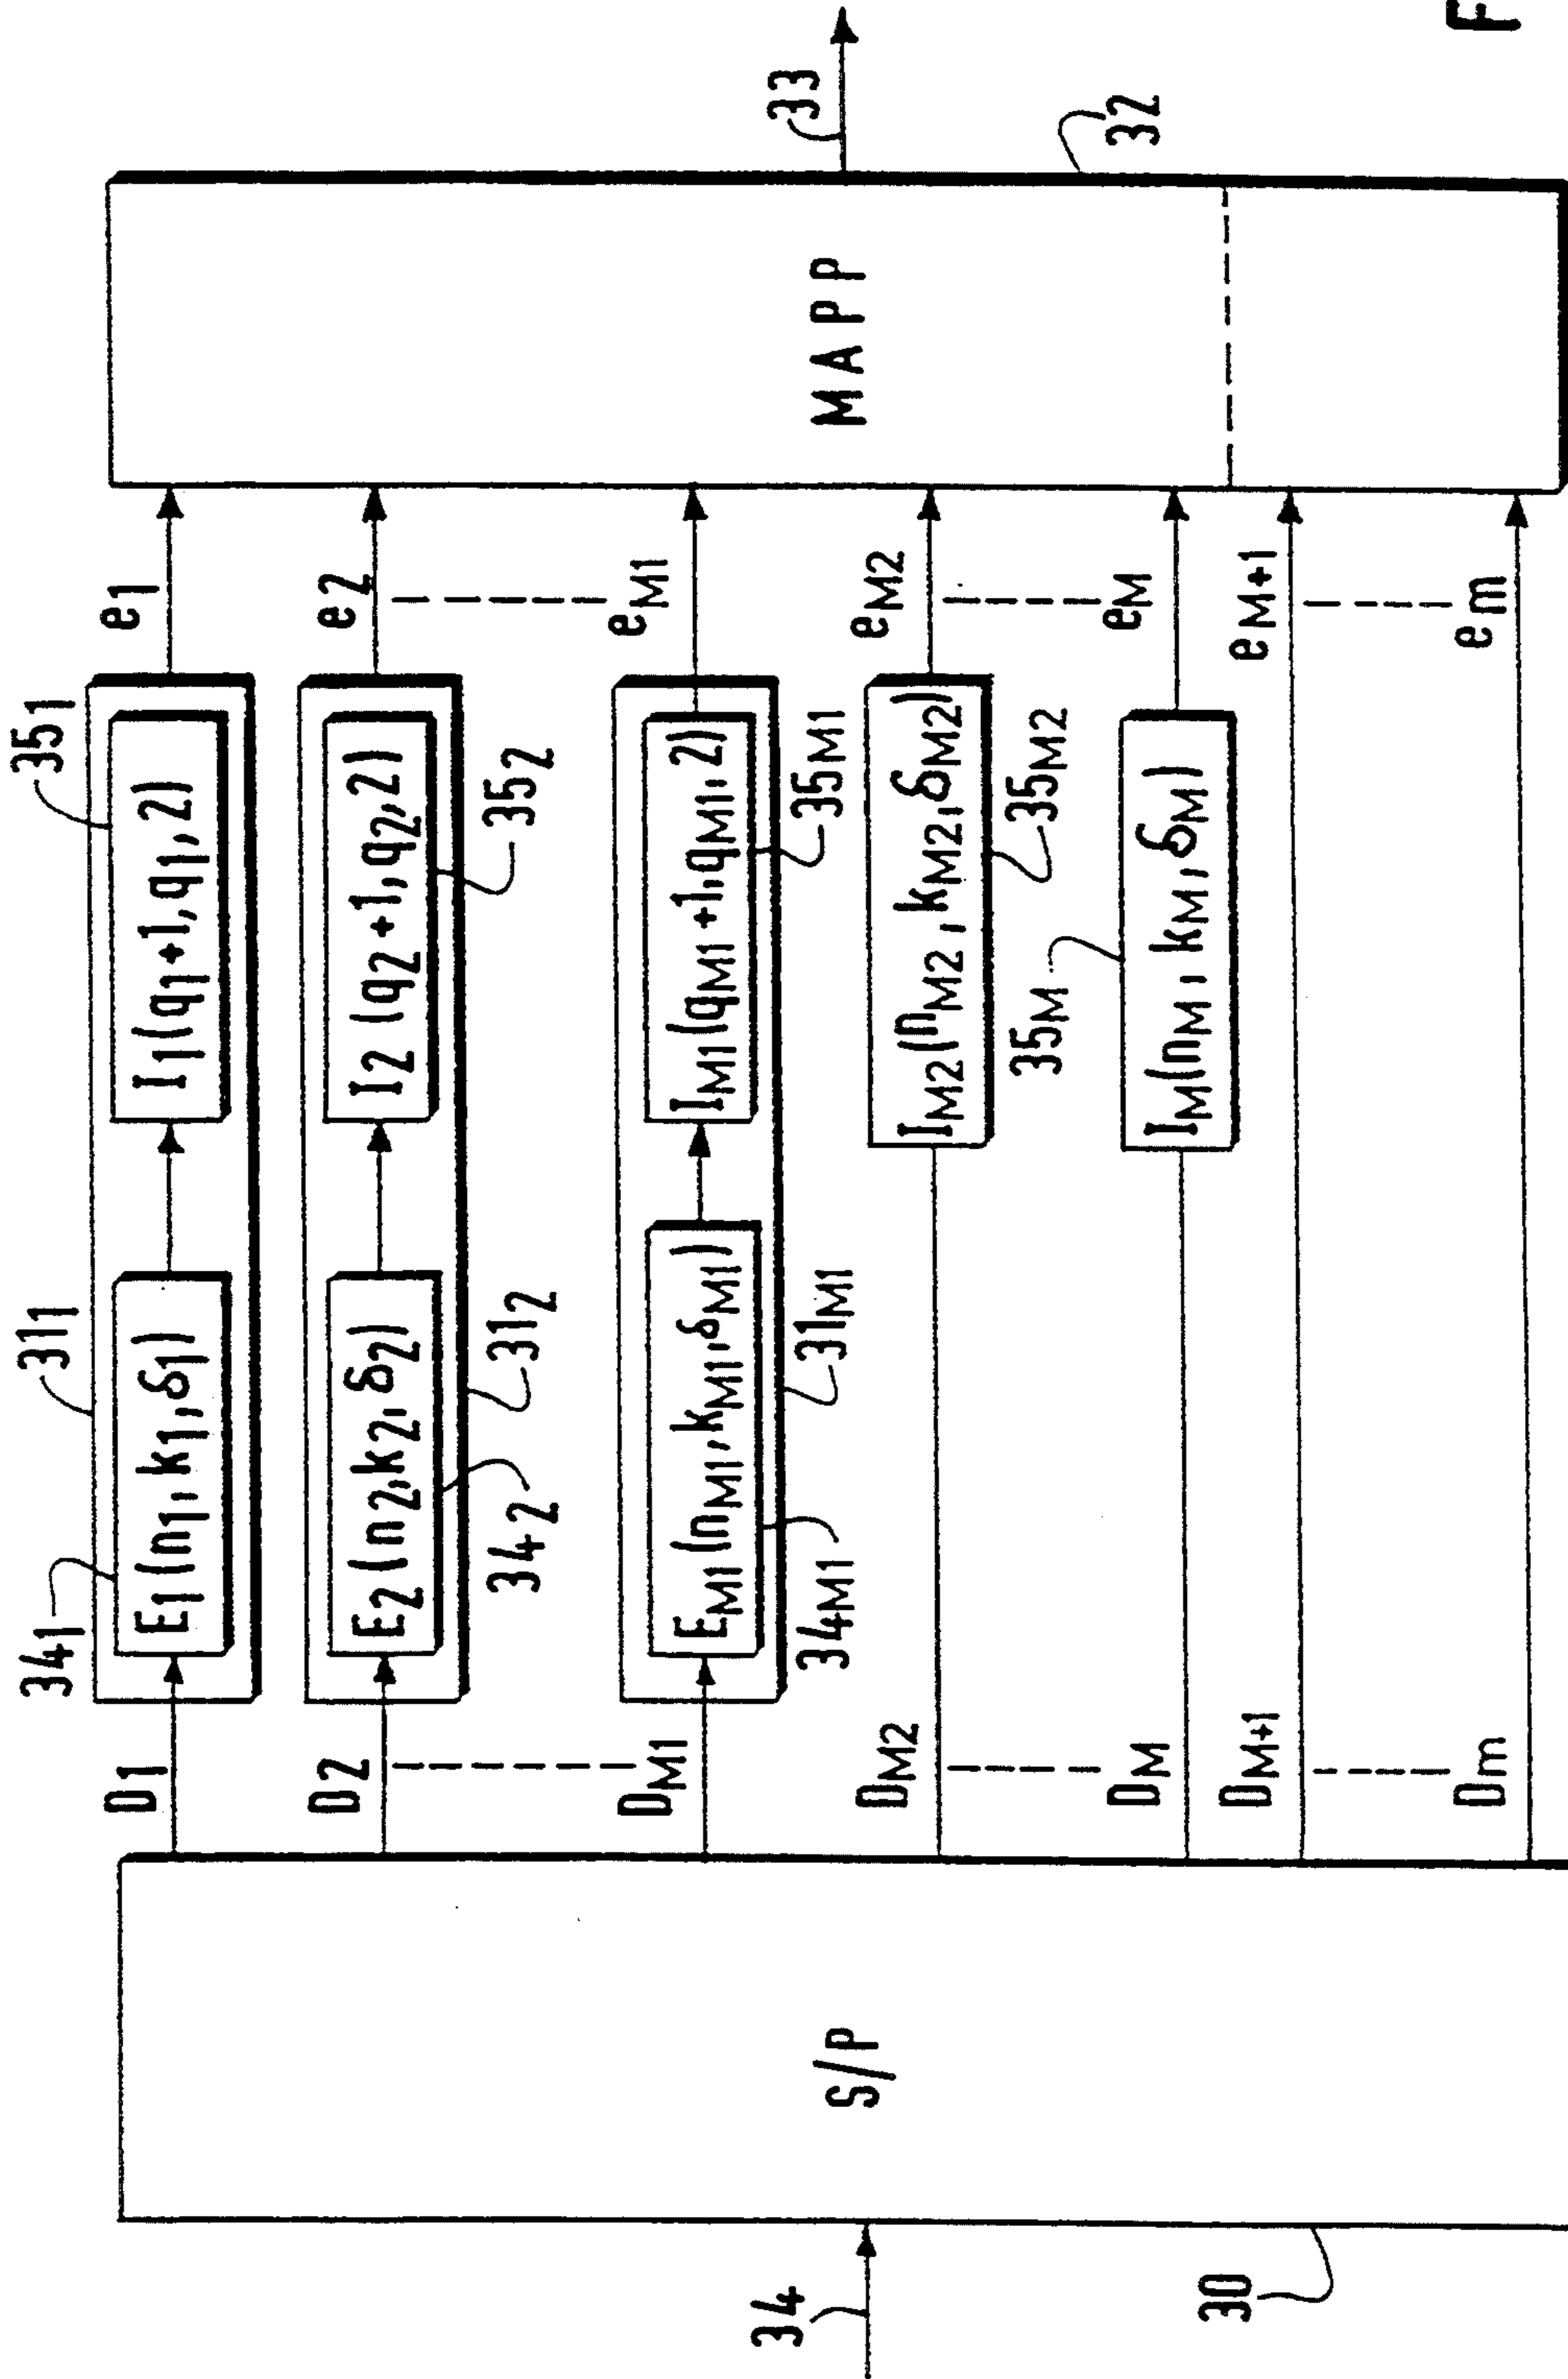 34
30
S/P
D1
D2
DM1
DM2
DM
DM+1
Dm
341
311
E1(n1, k1, δ1)
351
I1(q1+1, q1, 2)
E2(n2, k2, δ2)
342
312
I2(q2+1, q2, 2)
352
EM1(nM1, kM1, δM1)
34M1
31M1
IM1(qM1+1, qM1, 2)
35M1
IM2(nM2, kM2, δM2)
35M2
35M
IM(nM, kM, δM)
e1
e2
eM1
eM2
eM
eM+1
em
MAPP
33
32
F